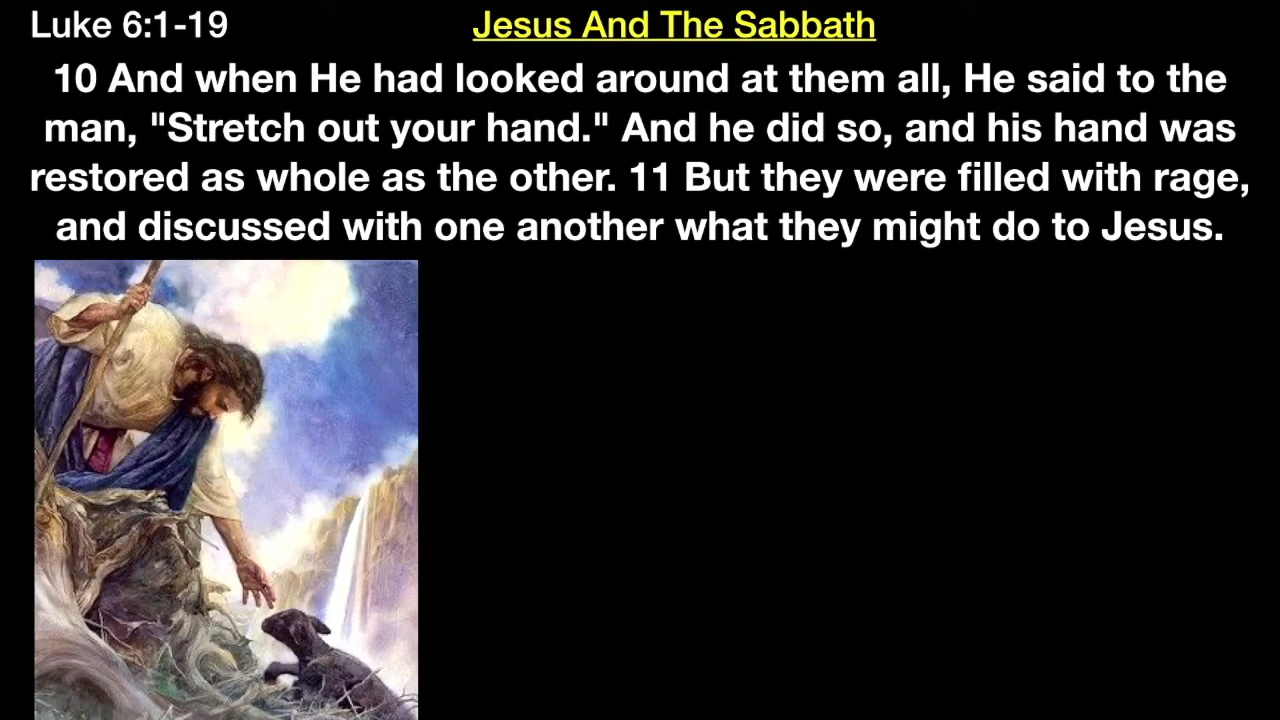 Luke 6:1-19
Jesus And The Sabbath
10 And when He had looked around at them all, He said to the
man, "Stretch out your hand." And he did so, and his hand was
restored as whole as the other. 11 But they were filled with rage,
and discussed with one another what they might do to Jesus.